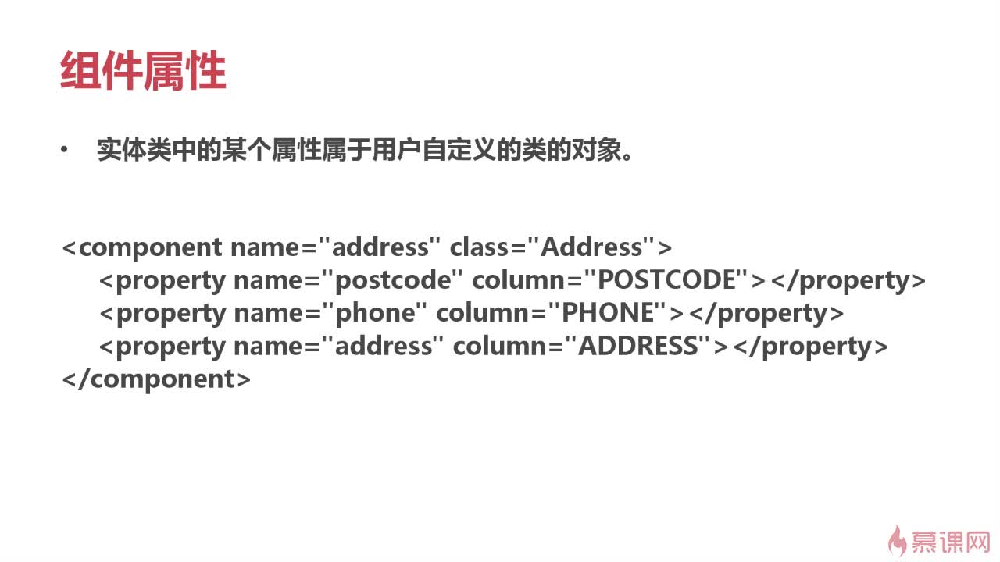 组件属性
• 实体类中的某个属性属于用户自定义的类的对象。
<component name="address" class="Address">
<property name="postcode" column="POSTCODE"></property>
<property name="phone" column="PHONE"></property>
<property name="address" column="ADDRESS"></property>
</component>
慕课网